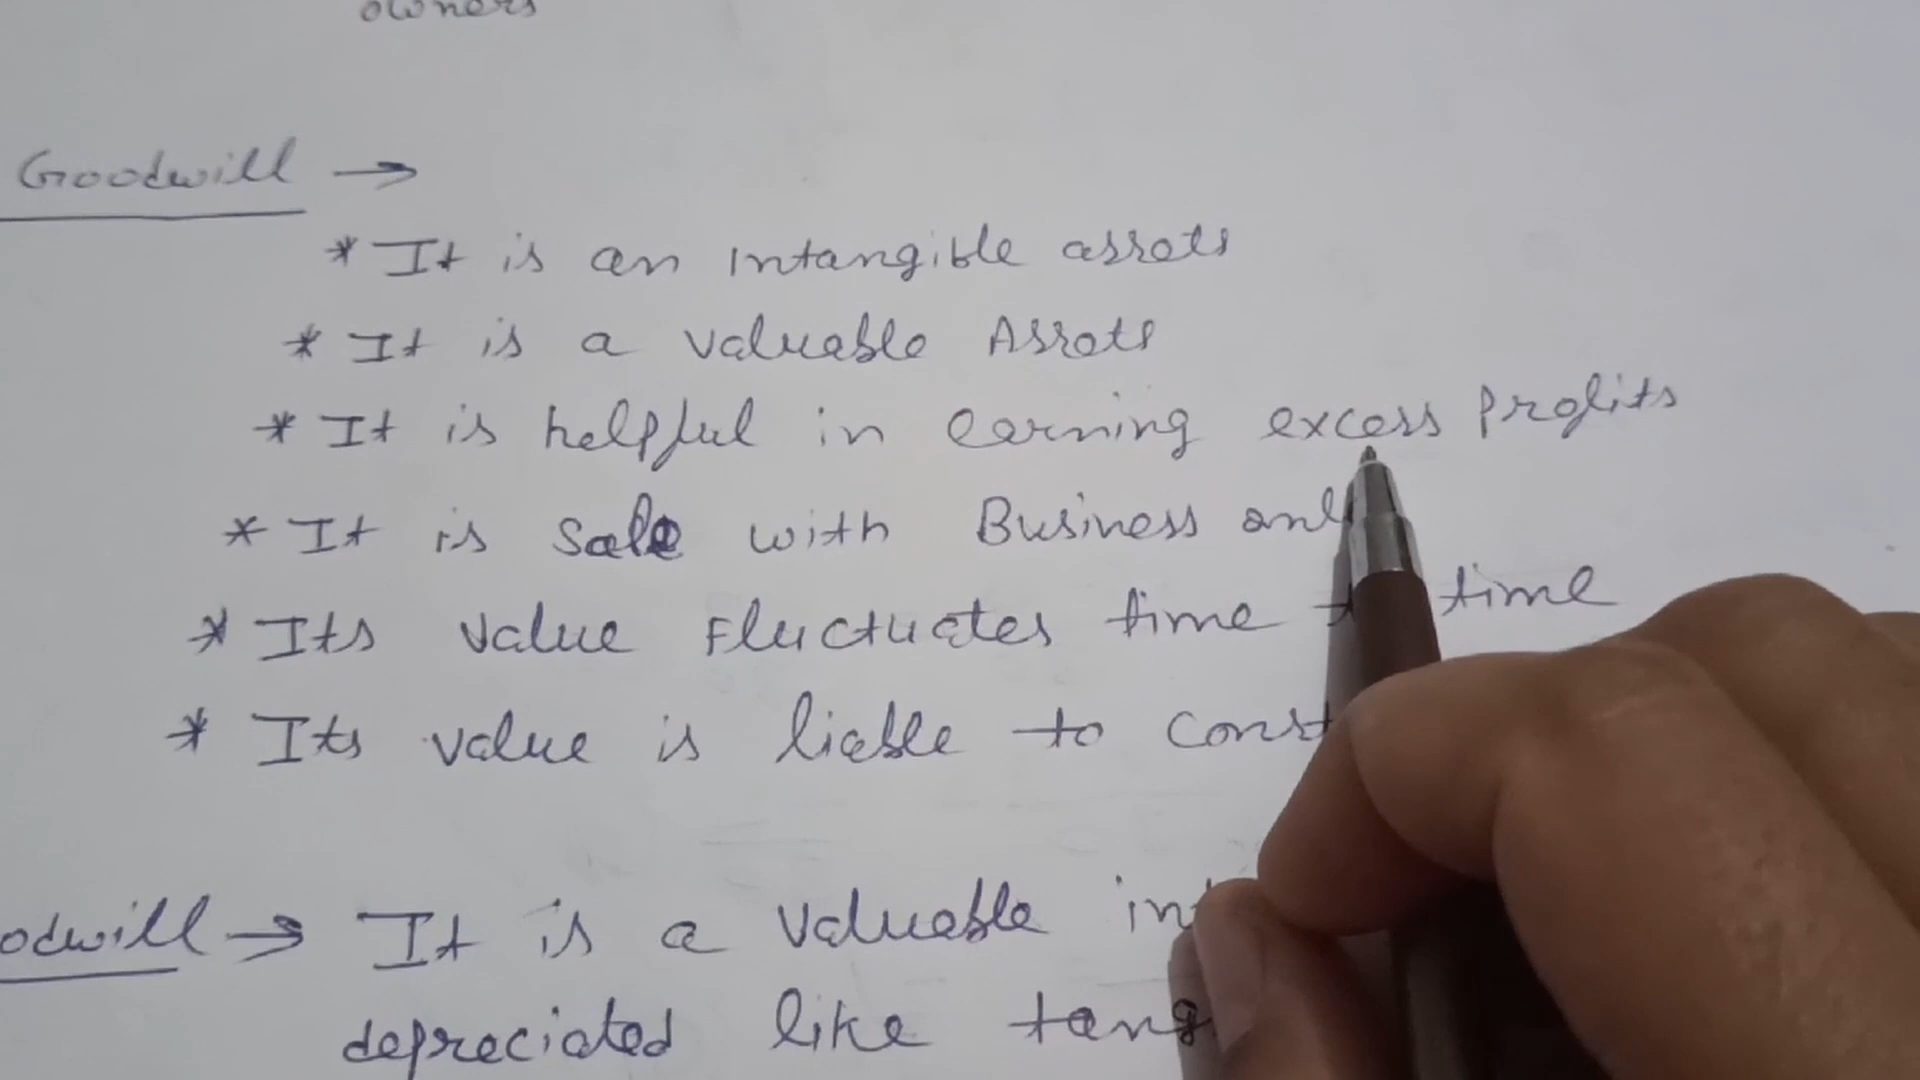 owners
Goodwill →
* It is an intangible assets
* It is a valuable Assets
* It is helpful in earning excess profits
* It is Sale with Business
* Its value Fluctuates time time
* Its value is liable to
→ It is a valuable
depreciated like